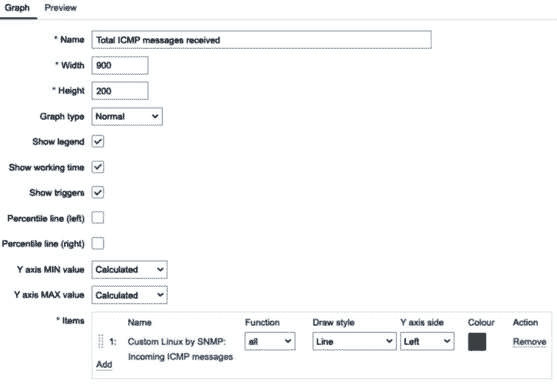 Graph Preview
* Name Total ICMP messages received
* Width 900
* Height 200
Graph type Normal
Show legend
Show working time
Show triggers
Percentile line (left)
Percentile line (right)
Y axis MIN value Calculated
Y axis MAX value Calculated
* Items Name Function Draw style Y axis side Colour Action
1: Custom Linux by SNMP: all Line Left Remove
Incoming ICMP messages
Add